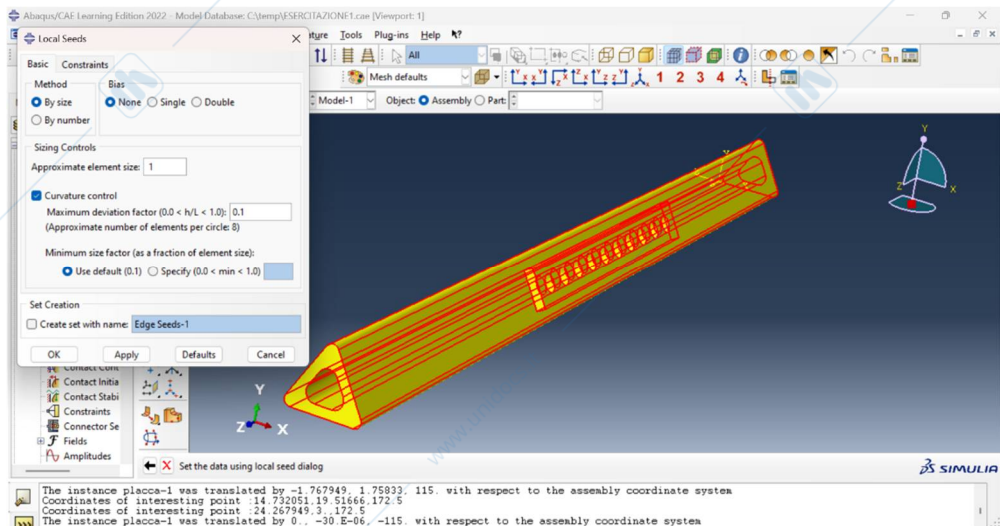 Abaqus/CAE Learning Edition 2022 - Model Database: C:\temp\ESERCITAZIONE1.cae [Viewport: 1]
Local Seeds
Tools Plug-ins Help
Basic Constraints
All
Method Bias
By size None Single Double
By number
Mesh defaults
1 2 3 4
Model-1 Object: Assembly Part:
Sizing Controls
Approximate element size: 1
Curvature control
Maximum deviation factor (0.0 < h/L < 1.0): 0.1
(Approximate number of elements per circle: 8)
Minimum size factor (as a fraction of element size):
Use default (0.1) Specify (0.0 < min < 1.0)
Set Creation
Create set with name: Edge Seeds-1
OK Apply Defaults Cancel
Y
Z
X
Contact Cont
Contact Initia
Contact Stabi
Constraints
Connector Se
Fields
Amplitudes
Y
Z X
Set the data using local seed dialog
SIMULIA
The instance placca-1 was translated by -1.767949, 1.75833, 115. with respect to the assembly coordinate system
Coordinates of interesting point :14.732051,19.51666,172.5
Coordinates of interesting point :24.267949,3.,172.5
The instance placca-1 was translated by 0., -30.E-06, -115. with respect to the assembly coordinate system